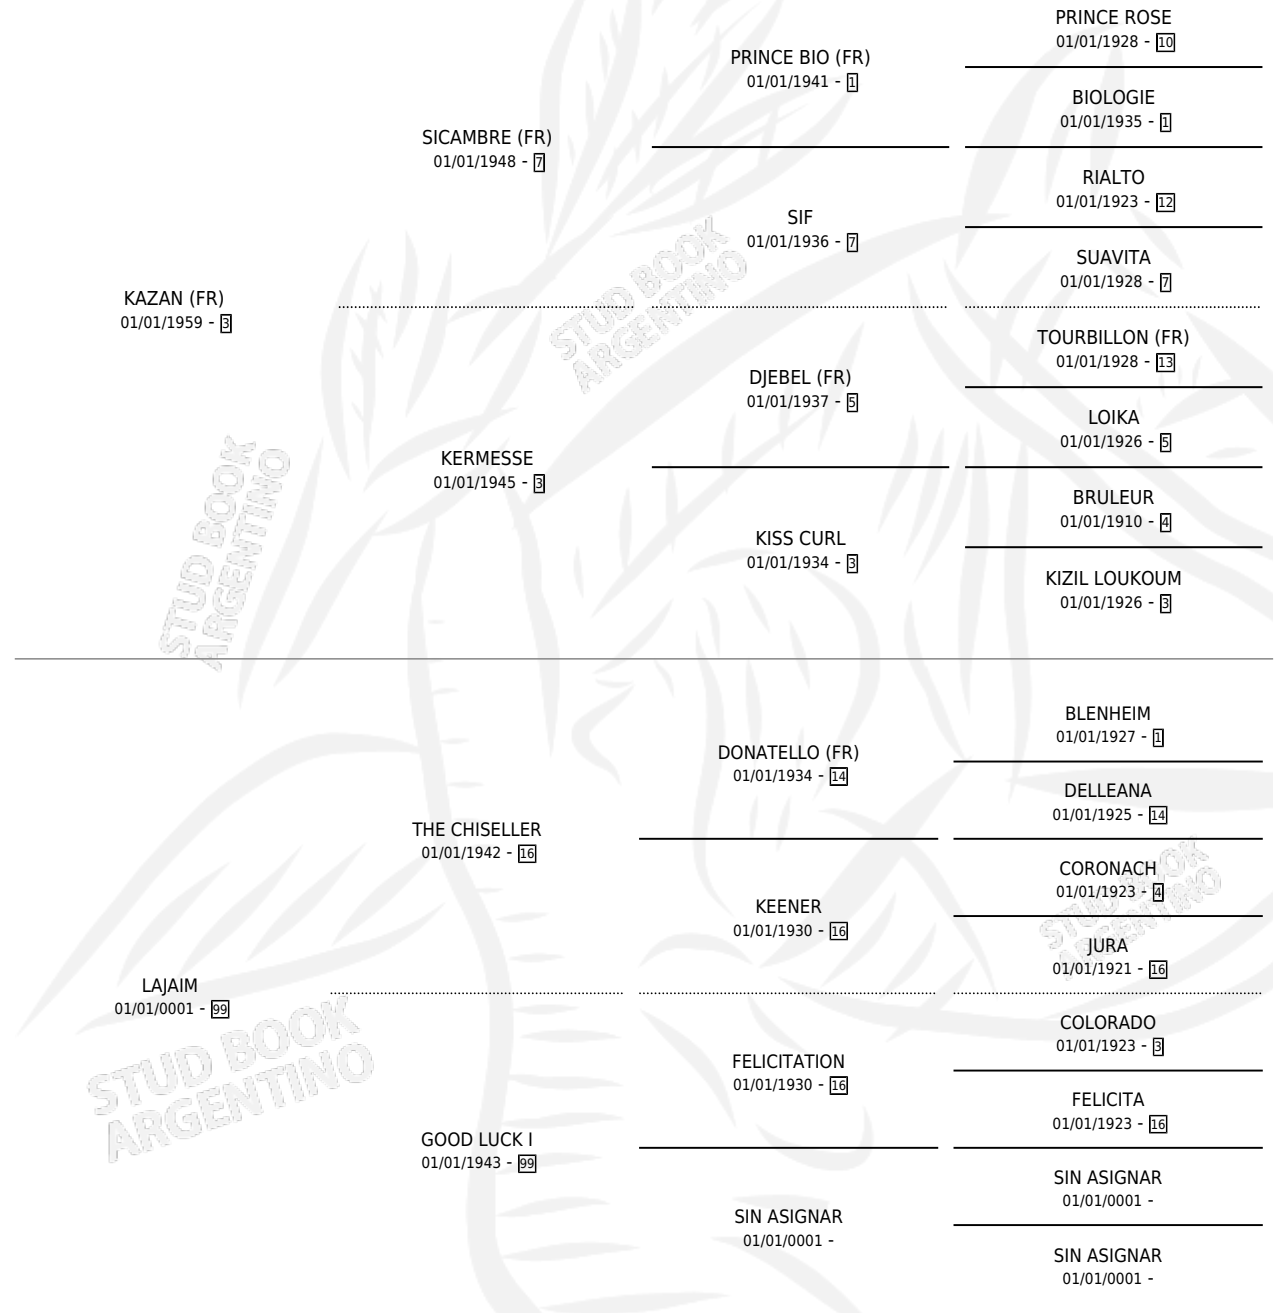 PRINCE ROSE
01/01/1928 - 10
PRINCE BIO (FR)
01/01/1941 - 1
BIOLOGIE
01/01/1935 - 1
SICAMBRE (FR)
01/01/1948 - 7
RIALTO
01/01/1923 - 12
SIF
01/01/1936 - 7
SUAVITA
01/01/1928 - 7
KAZAN (FR)
01/01/1959 - 3
TOURBILLON (FR)
01/01/1928 - 13
DJEBEL (FR)
01/01/1937 - 5
LOIKA
01/01/1926 - 5
KERMESSE
01/01/1945 - 3
BRULEUR
01/01/1910 - 4
KISS CURL
01/01/1934 - 3
KIZIL LOUKOUM
01/01/1926 - 3
BLENHEIM
01/01/1927 - 1
DONATELLO (FR)
01/01/1934 - 14
DELLEANA
01/01/1925 - 14
THE CHISELLER
01/01/1942 - 16
CORONACH
01/01/1923 - 4
KEENER
01/01/1930 - 16
JURA
01/01/1921 - 16
LAJAIM
01/01/0001 - 99
COLORADO
01/01/1923 - 3
FELICITATION
01/01/1930 - 16
FELICITA
01/01/1923 - 16
GOOD LUCK I
01/01/1943 - 99
SIN ASIGNAR
01/01/0001 -
SIN ASIGNAR
01/01/0001 -
SIN ASIGNAR
01/01/0001 -
STUD BOOK
ARGENTINO
STUD BOOK
ARGENTINO
STUD BOOK
ARGENTINO
STUD BOOK
ARGENTINO